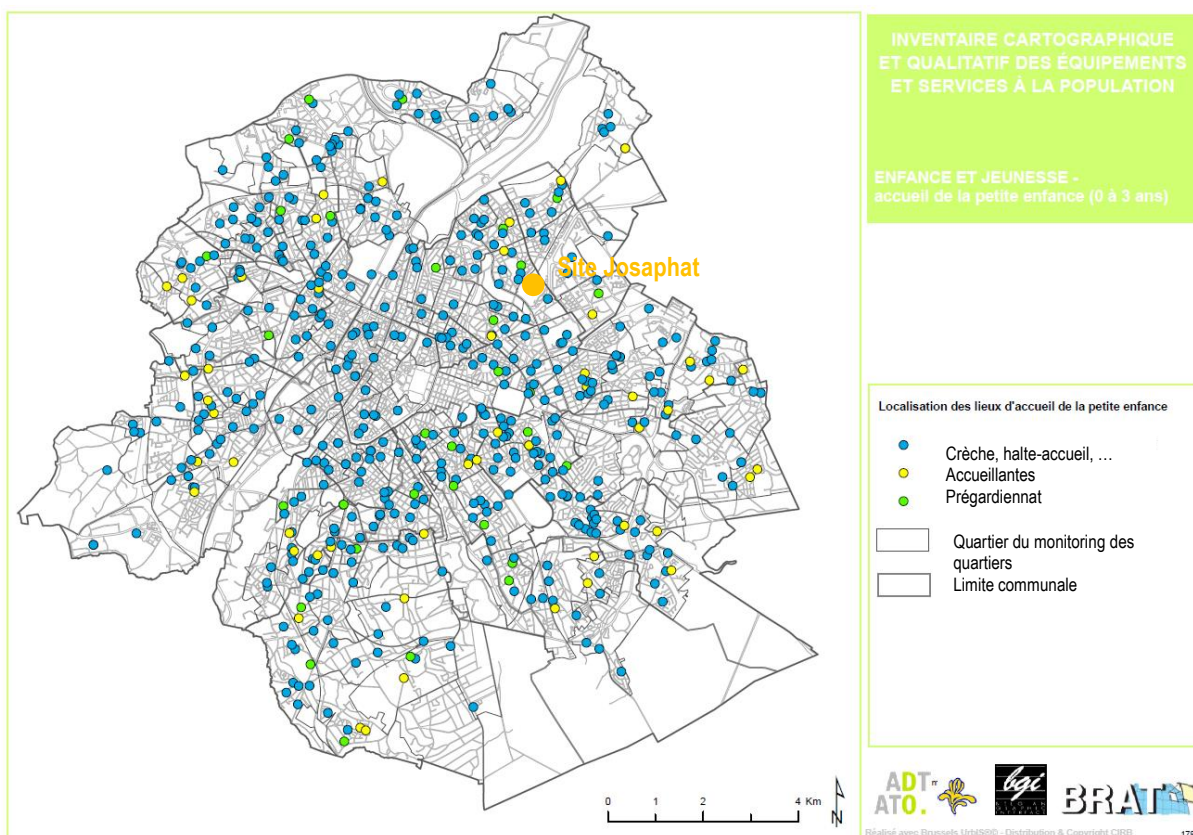 INVENTAIRE CARTOGRAPHIQUE
ET QUALITATIF DES ÉQUIPEMENTS
ET SERVICES À LA POPULATION
ENFANCE ET JEUNESSE -
accueil de la petite enfance (0 à 3 ans)
Site Josaphat
Localisation des lieux d'accueil de la petite enfance
Crèche, halte-accueil, …
Accueillantes
Prégardiennat
Quartier du monitoring des
quartiers
Limite communale
0 1 2 4 Km
N
ADT
ATO.
bgi
BRAT
Réalisé avec Brussels UrbIS®© - Distribution & Copyright CIRB